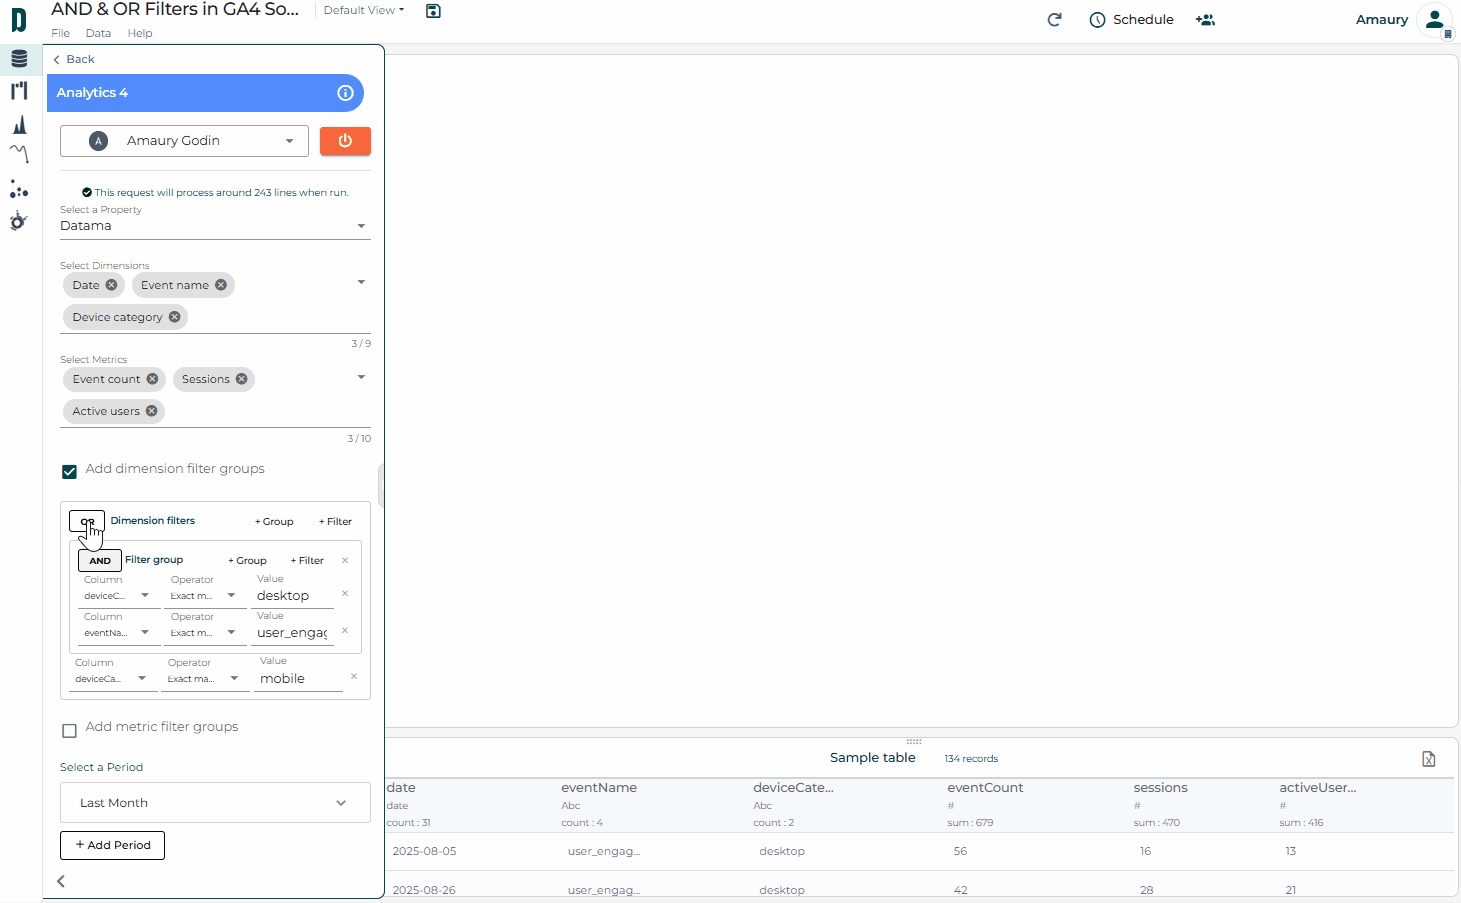 AND & OR Filters in GA4 So...
Default View
File Data Help
Schedule
Amaury
Back
Analytics 4
A Amaury Godin
This request will process around 243 lines when run.
Select a Property
Datama
Select Dimensions
Date
Event name
Device category
3 / 9
Select Metrics
Event count
Sessions
Active users
3 / 10
Add dimension filter groups
OR Dimension filters + Group + Filter
AND Filter group + Group + Filter ×
Column Operator Value
deviceC... Exact m... desktop ×
Column Operator Value
eventNa... Exact m... user_engag ×
Column Operator Value
deviceCa... Exact ma... mobile ×
Add metric filter groups
Select a Period
Last Month
+ Add Period
Sample table 134 records
date eventName deviceCate... eventCount sessions activeUser...
date Abc Abc # # #
count : 31 count : 4 count : 2 sum : 679 sum : 470 sum : 416
2025-08-05 user_engag... desktop 56 16 13
2025-08-26 user_engag... desktop 42 28 21